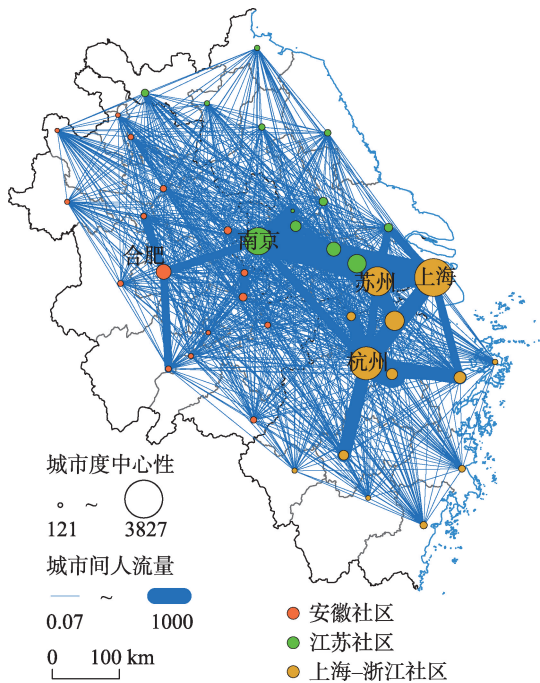 南京
合肥
苏州
上海
杭州
城市度中心性
121 ~ 3827
城市间人流量
0.07 ~ 1000
0 100 km
安徽社区
江苏社区
上海–浙江社区